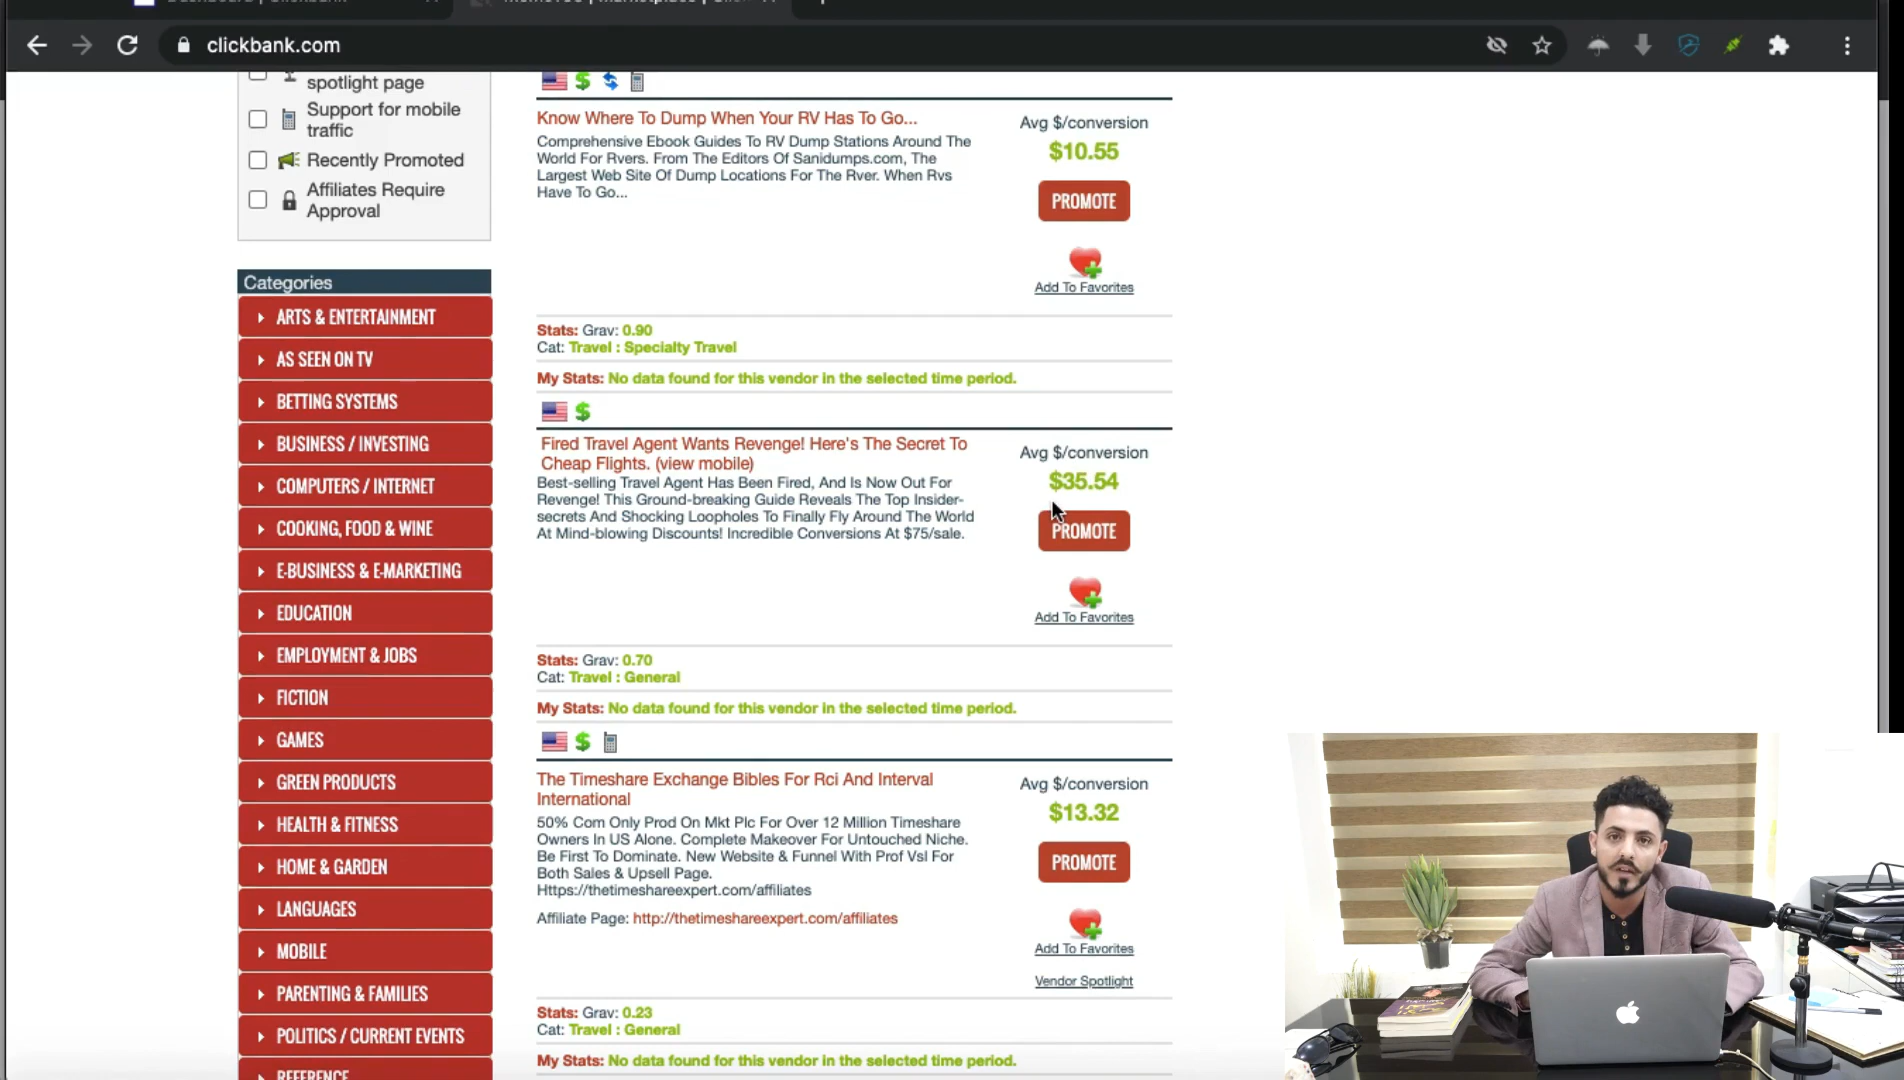 clickbank.com
spotlight page
Support for mobile
traffic
Recently Promoted
Affiliates Require
Approval
Categories
ARTS & ENTERTAINMENT
AS SEEN ON TV
BETTING SYSTEMS
BUSINESS / INVESTING
COMPUTERS / INTERNET
COOKING, FOOD & WINE
E-BUSINESS & E-MARKETING
EDUCATION
EMPLOYMENT & JOBS
FICTION
GAMES
GREEN PRODUCTS
HEALTH & FITNESS
HOME & GARDEN
LANGUAGES
MOBILE
PARENTING & FAMILIES
POLITICS / CURRENT EVENTS
REFERENCE
Know Where To Dump When Your RV Has To Go...
Comprehensive Ebook Guides To RV Dump Stations Around The
World For Rvers. From The Editors Of Sanidumps.com, The
Largest Web Site Of Dump Locations For The Rver. When Rvs
Have To Go...
Avg $/conversion
$10.55
PROMOTE
Add To Favorites
Stats: Grav: 0.90
Cat: Travel : Specialty Travel
My Stats: No data found for this vendor in the selected time period.
Fired Travel Agent Wants Revenge! Here's The Secret To
Cheap Flights. (view mobile)
Best-selling Travel Agent Has Been Fired, And Is Now Out For
Revenge! This Ground-breaking Guide Reveals The Top Insider-
secrets And Shocking Loopholes To Finally Fly Around The World
At Mind-blowing Discounts! Incredible Conversions At $75/sale.
Avg $/conversion
$35.54
PROMOTE
Add To Favorites
Stats: Grav: 0.70
Cat: Travel : General
My Stats: No data found for this vendor in the selected time period.
The Timeshare Exchange Bibles For Rci And Interval
International
50% Com Only Prod On Mkt Plc For Over 12 Million Timeshare
Owners In US Alone. Complete Makeover For Untouched Niche.
Be First To Dominate. New Website & Funnel With Prof Vsl For
Both Sales & Upsell Page.
Https://thetimeshareexpert.com/affiliates
Affiliate Page: http://thetimeshareexpert.com/affiliates
Avg $/conversion
$13.32
PROMOTE
Add To Favorites
Vendor Spotlight
Stats: Grav: 0.23
Cat: Travel : General
My Stats: No data found for this vendor in the selected time period.